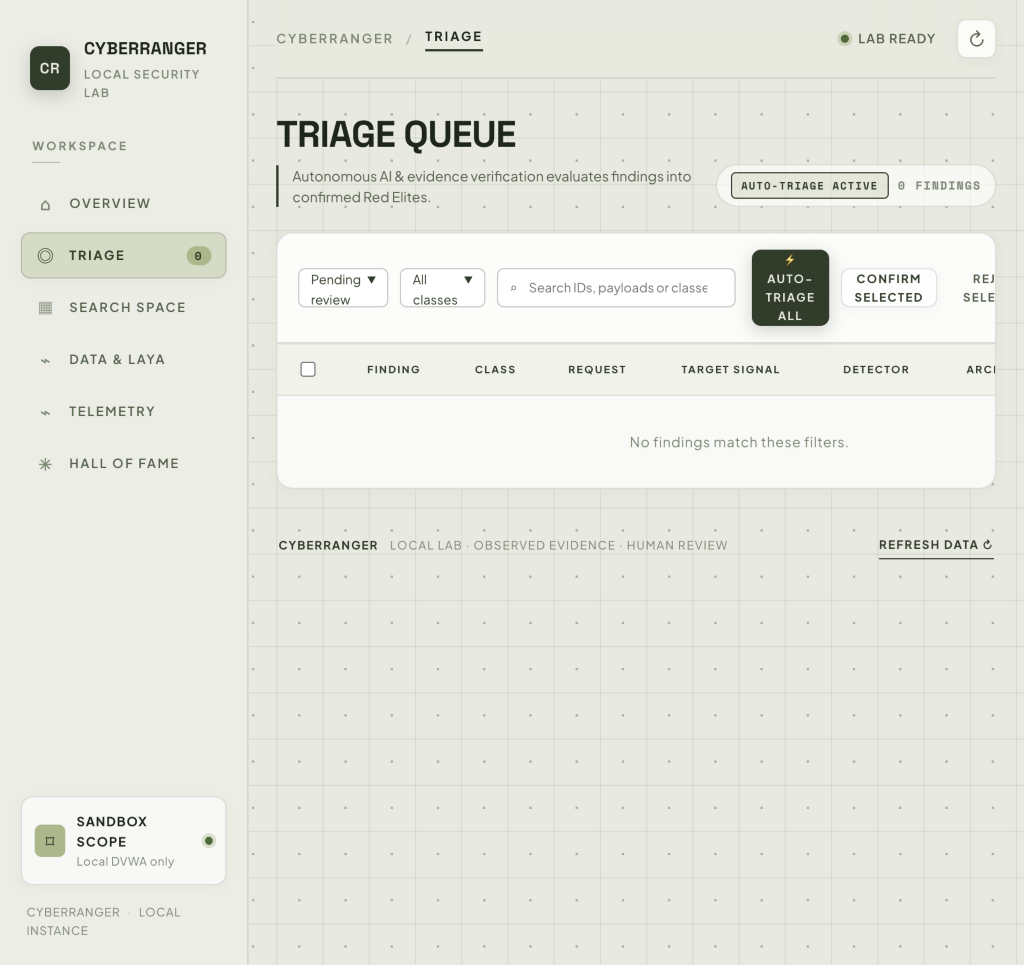 CR
CYBERRANGER
LOCAL SECURITY
LAB
WORKSPACE
OVERVIEW
TRIAGE
0
SEARCH SPACE
DATA & LAYA
TELEMETRY
HALL OF FAME
SANDBOX
SCOPE
Local DVWA only
CYBERRANGER · LOCAL
INSTANCE
CYBERRANGER / TRIAGE
LAB READY
TRIAGE QUEUE
Autonomous AI & evidence verification evaluates findings into
confirmed Red Elites.
AUTO-TRIAGE ACTIVE
0 FINDINGS
Pending
review
All
classes
Search IDs, payloads or classe
⚡
AUTO-
TRIAGE
ALL
CONFIRM
SELECTED
REJ
SELE
FINDING CLASS REQUEST TARGET SIGNAL DETECTOR ARCH
No findings match these filters.
CYBERRANGER LOCAL LAB · OBSERVED EVIDENCE · HUMAN REVIEW
REFRESH DATA ↻